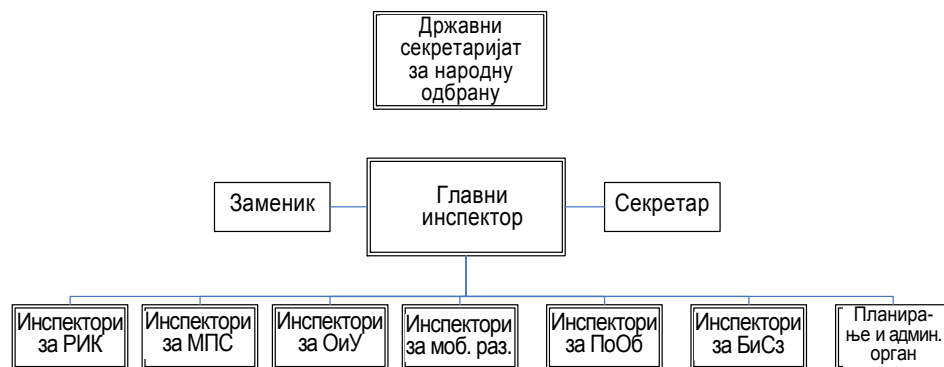 Државни
секретаријат
за народну
одбрану
Заменик
Главни
инспектор
Секретар
Инспектори
за РИК
Инспектори
за МПС
Инспектори
за ОиУ
Инспектори
за моб. раз.
Инспектори
за ПоОб
Инспектори
за БиСз
Планира-
ње и админ.
орган